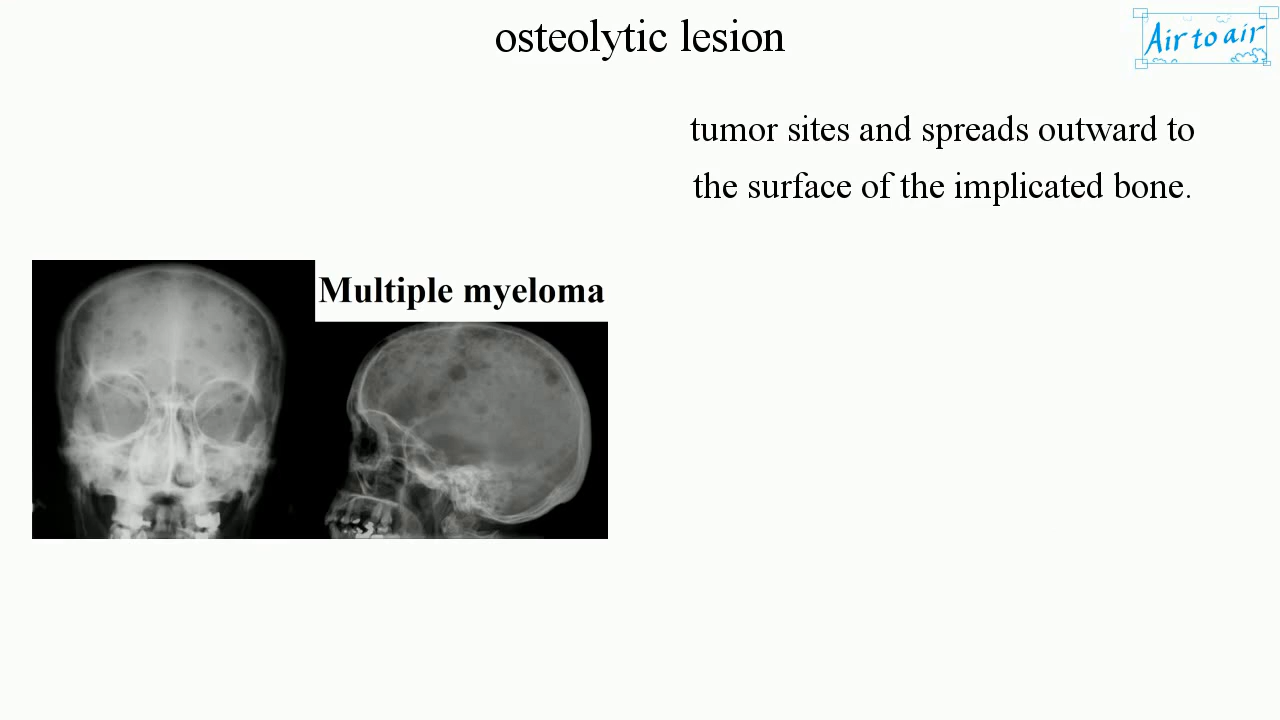 osteolytic lesion
Air to air
tumor sites and spreads outward to
the surface of the implicated bone.
Multiple myeloma